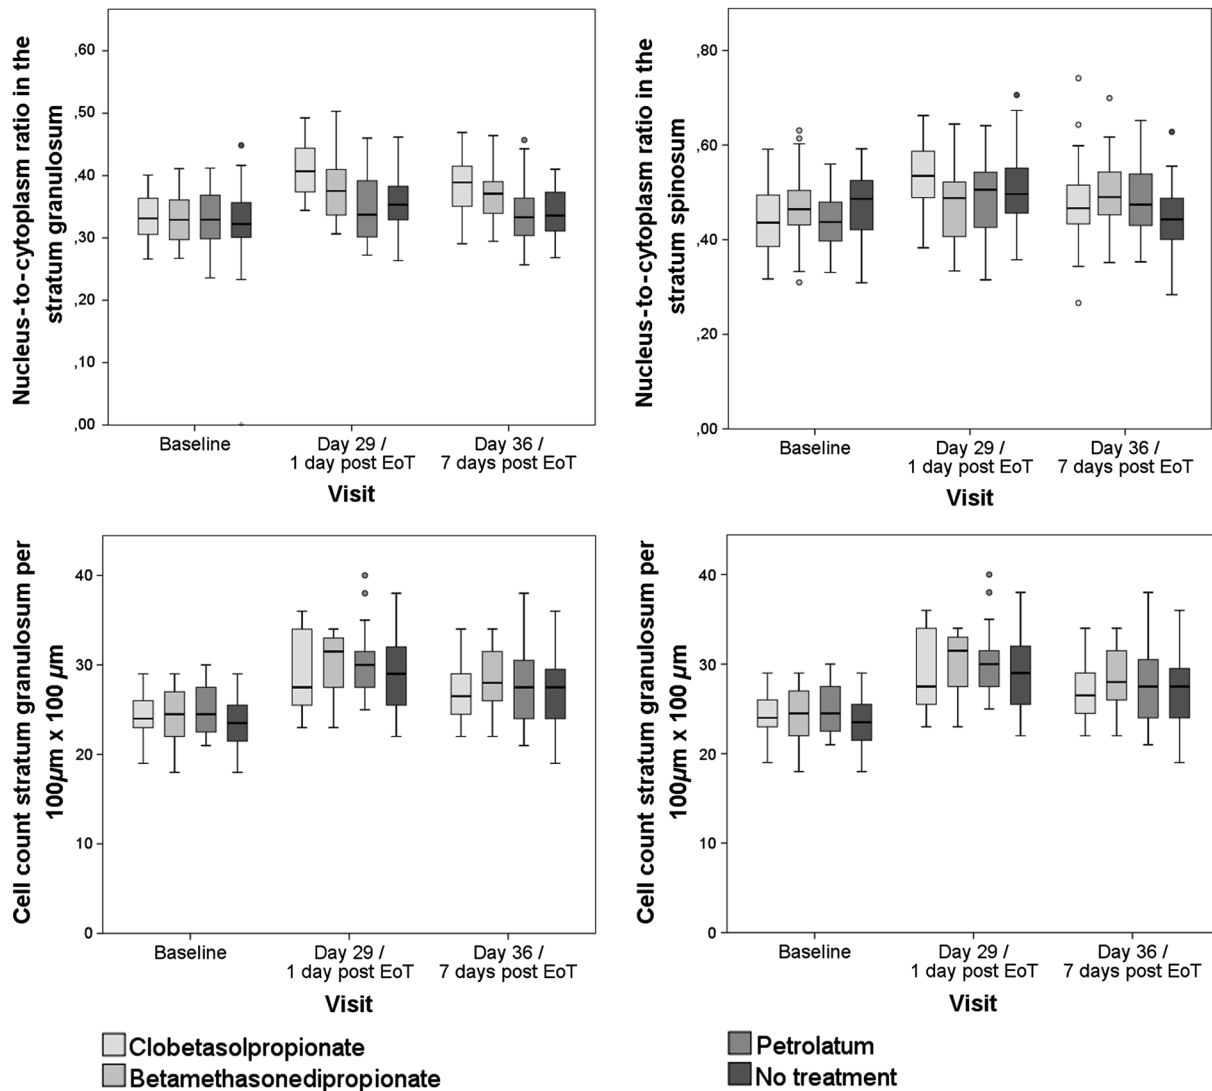 Nucleus-to-cytoplasm ratio in the
stratum granulosum
,60
,50
,40
,30
,20
,10
,00
Baseline
Day 29 /
1 day post EoT
Day 36 /
7 days post EoT
Visit
Nucleus-to-cytoplasm ratio in the
stratum spinosum
,80
,60
,40
,20
,00
Baseline
Day 29 /
1 day post EoT
Day 36 /
7 days post EoT
Visit
Cell count stratum granulosum per
100µm x 100 µm
40
30
20
10
0
Baseline
Day 29 /
1 day post EoT
Day 36 /
7 days post EoT
Visit
Cell count stratum granulosum per
100µm x 100 µm
40
30
20
10
0
Baseline
Day 29 /
1 day post EoT
Day 36 /
7 days post EoT
Visit
Clobetasolpropionate
Betamethasonedipropionate
Petrolatum
No treatment